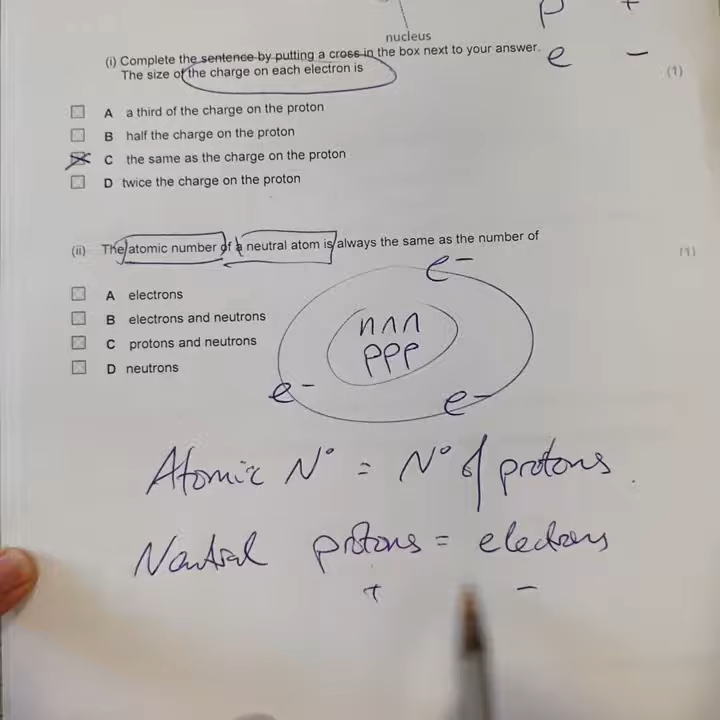 nucleus
p +
e −
(i) Complete the sentence by putting a cross in the box next to your answer.
The size of the charge on each electron is
(1)
A a third of the charge on the proton
B half the charge on the proton
C the same as the charge on the proton
D twice the charge on the proton
(ii) The atomic number of a neutral atom is always the same as the number of
(1)
A electrons
B electrons and neutrons
C protons and neutrons
D neutrons
e−
n n n
p p p
e− e−
Atomic N° = N° of protons.
Neutral protons = electrons
+ −